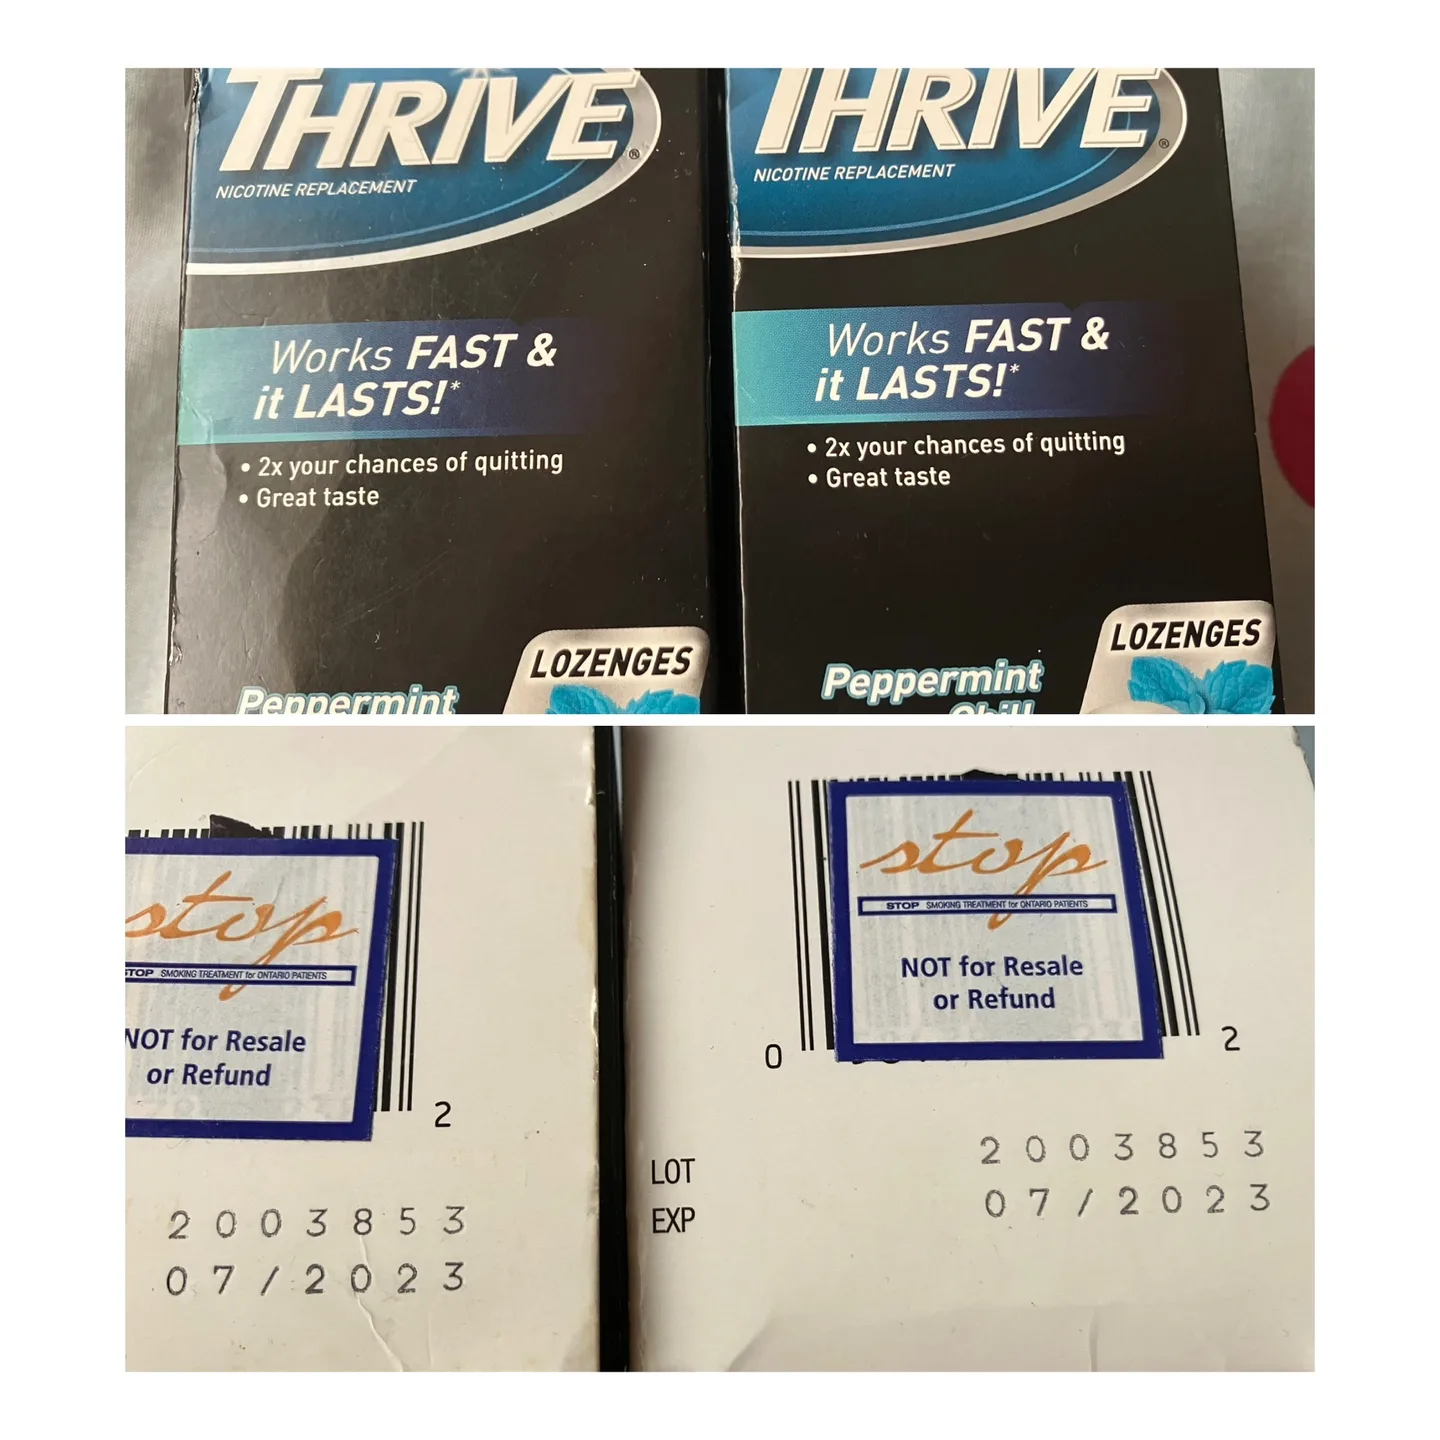 THRIVE®
NICOTINE REPLACEMENT
Works FAST &
it LASTS!*
• 2x your chances of quitting
• Great taste
LOZENGES
Peppermint
THRIVE®
NICOTINE REPLACEMENT
Works FAST &
it LASTS!*
• 2x your chances of quitting
• Great taste
LOZENGES
Peppermint
Chill
stop
STOP SMOKING TREATMENT for ONTARIO PATIENTS
NOT for Resale
or Refund
2
2003853
07/2023
stop
STOP SMOKING TREATMENT for ONTARIO PATIENTS
NOT for Resale
or Refund
0 2
LOT 2003853
EXP 07/2023